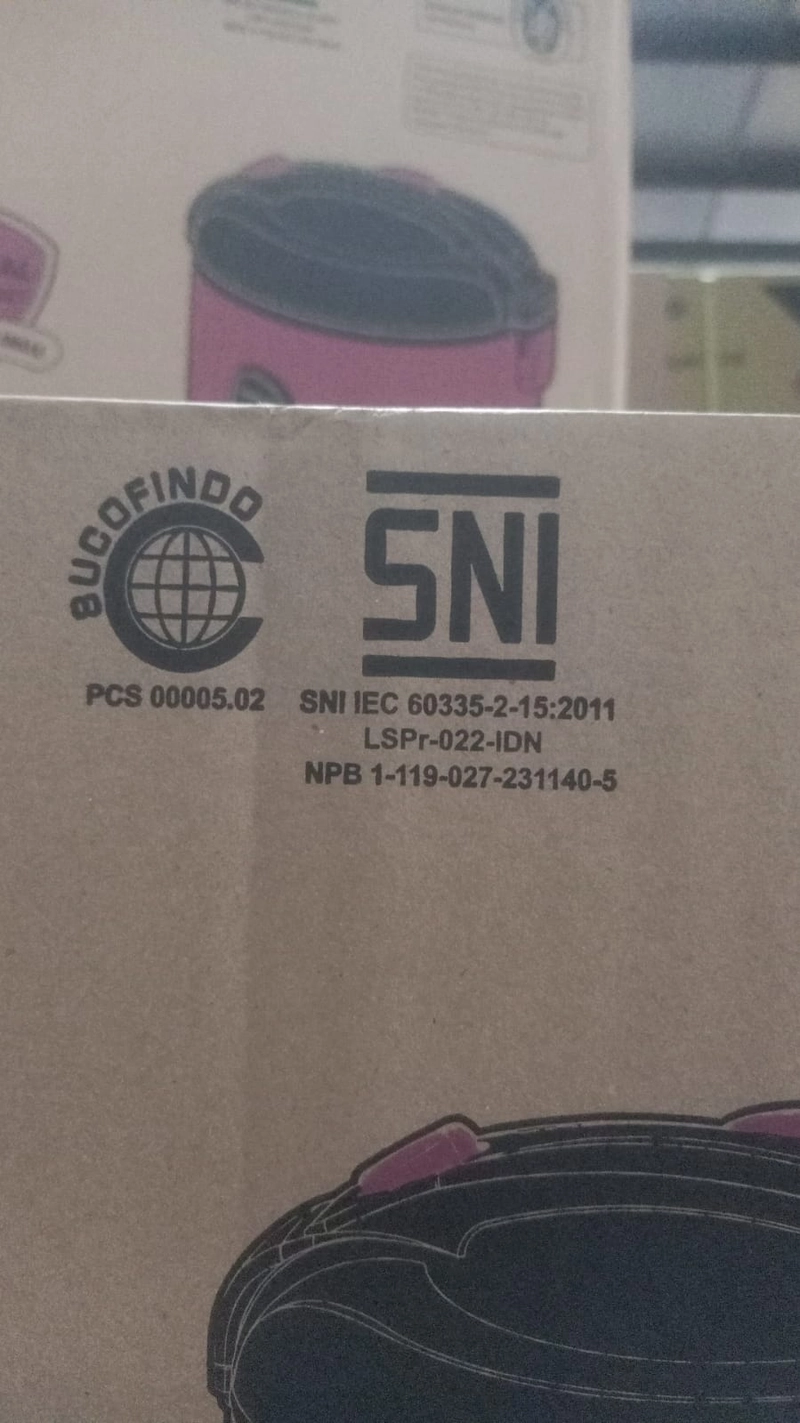 BUCOFINDO
SNI
PCS 00005.02
SNI IEC 60335-2-15:2011
LSPr-022-IDN
NPB 1-119-027-231140-5